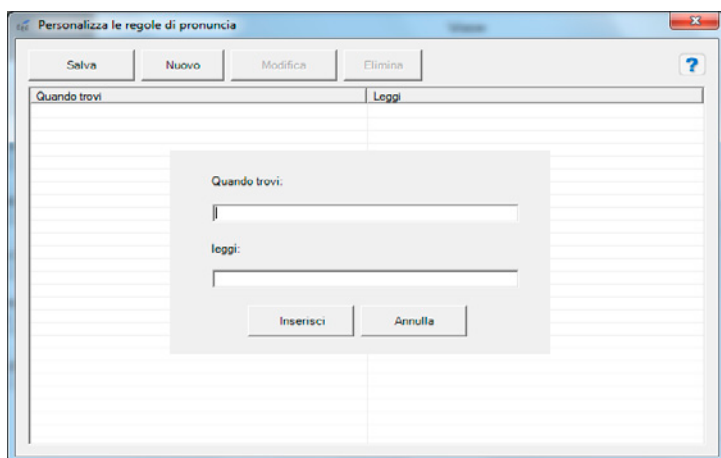 Personalizza le regole di pronuncia
Salva Nuovo Modifica Elimina ?
Quando trovi Leggi
Quando trovi:
leggi:
Inserisci Annulla